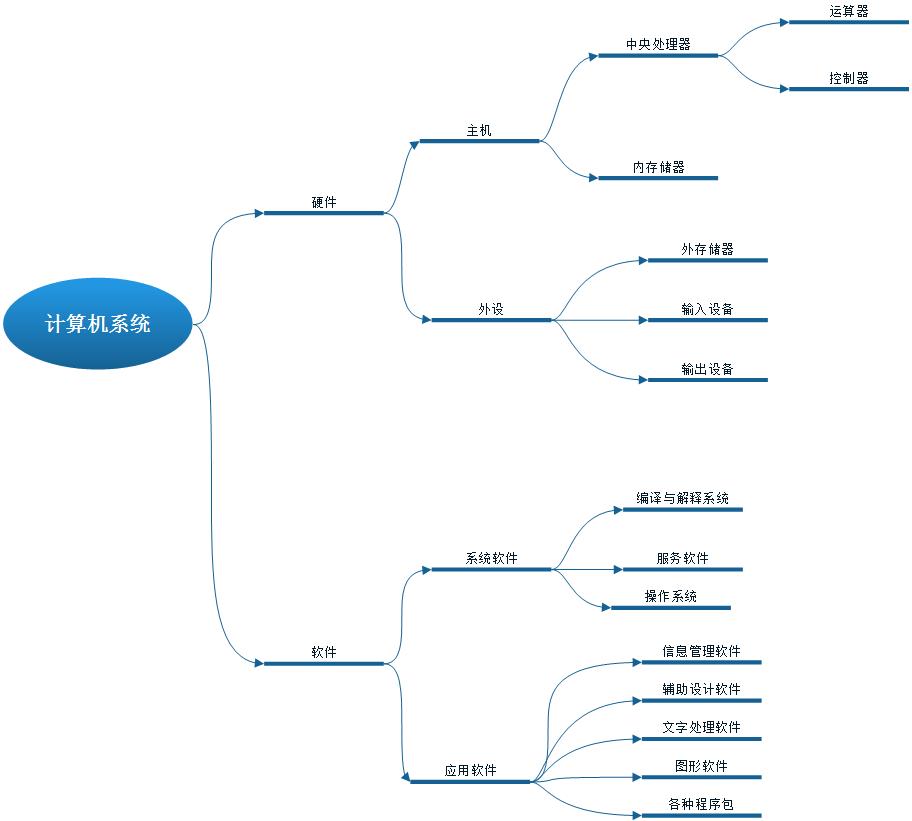 计算机系统
硬件
主机
中央处理器
运算器
控制器
内存储器
外设
外存储器
输入设备
输出设备
软件
系统软件
编译与解释系统
服务软件
操作系统
应用软件
信息管理软件
辅助设计软件
文字处理软件
图形软件
各种程序包